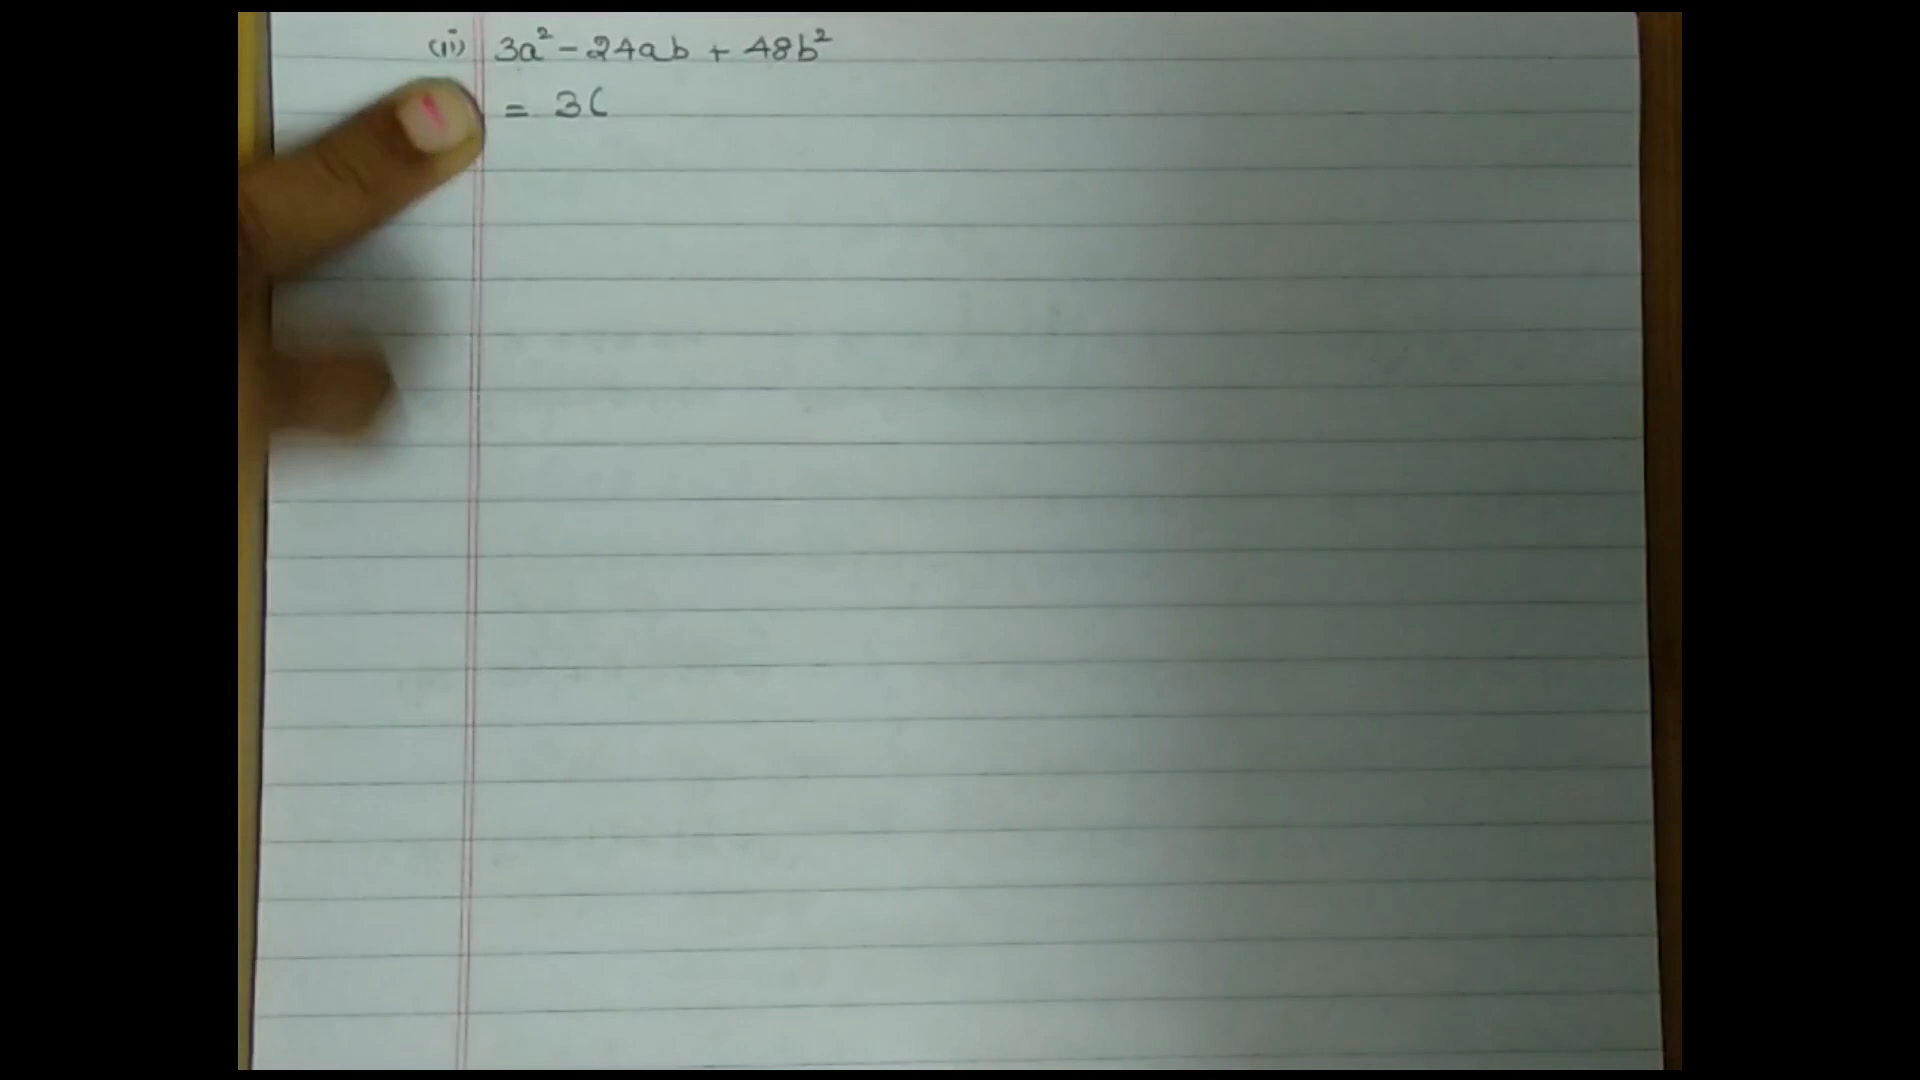 (ii) 3a² - 24ab + 48b²
= 3(